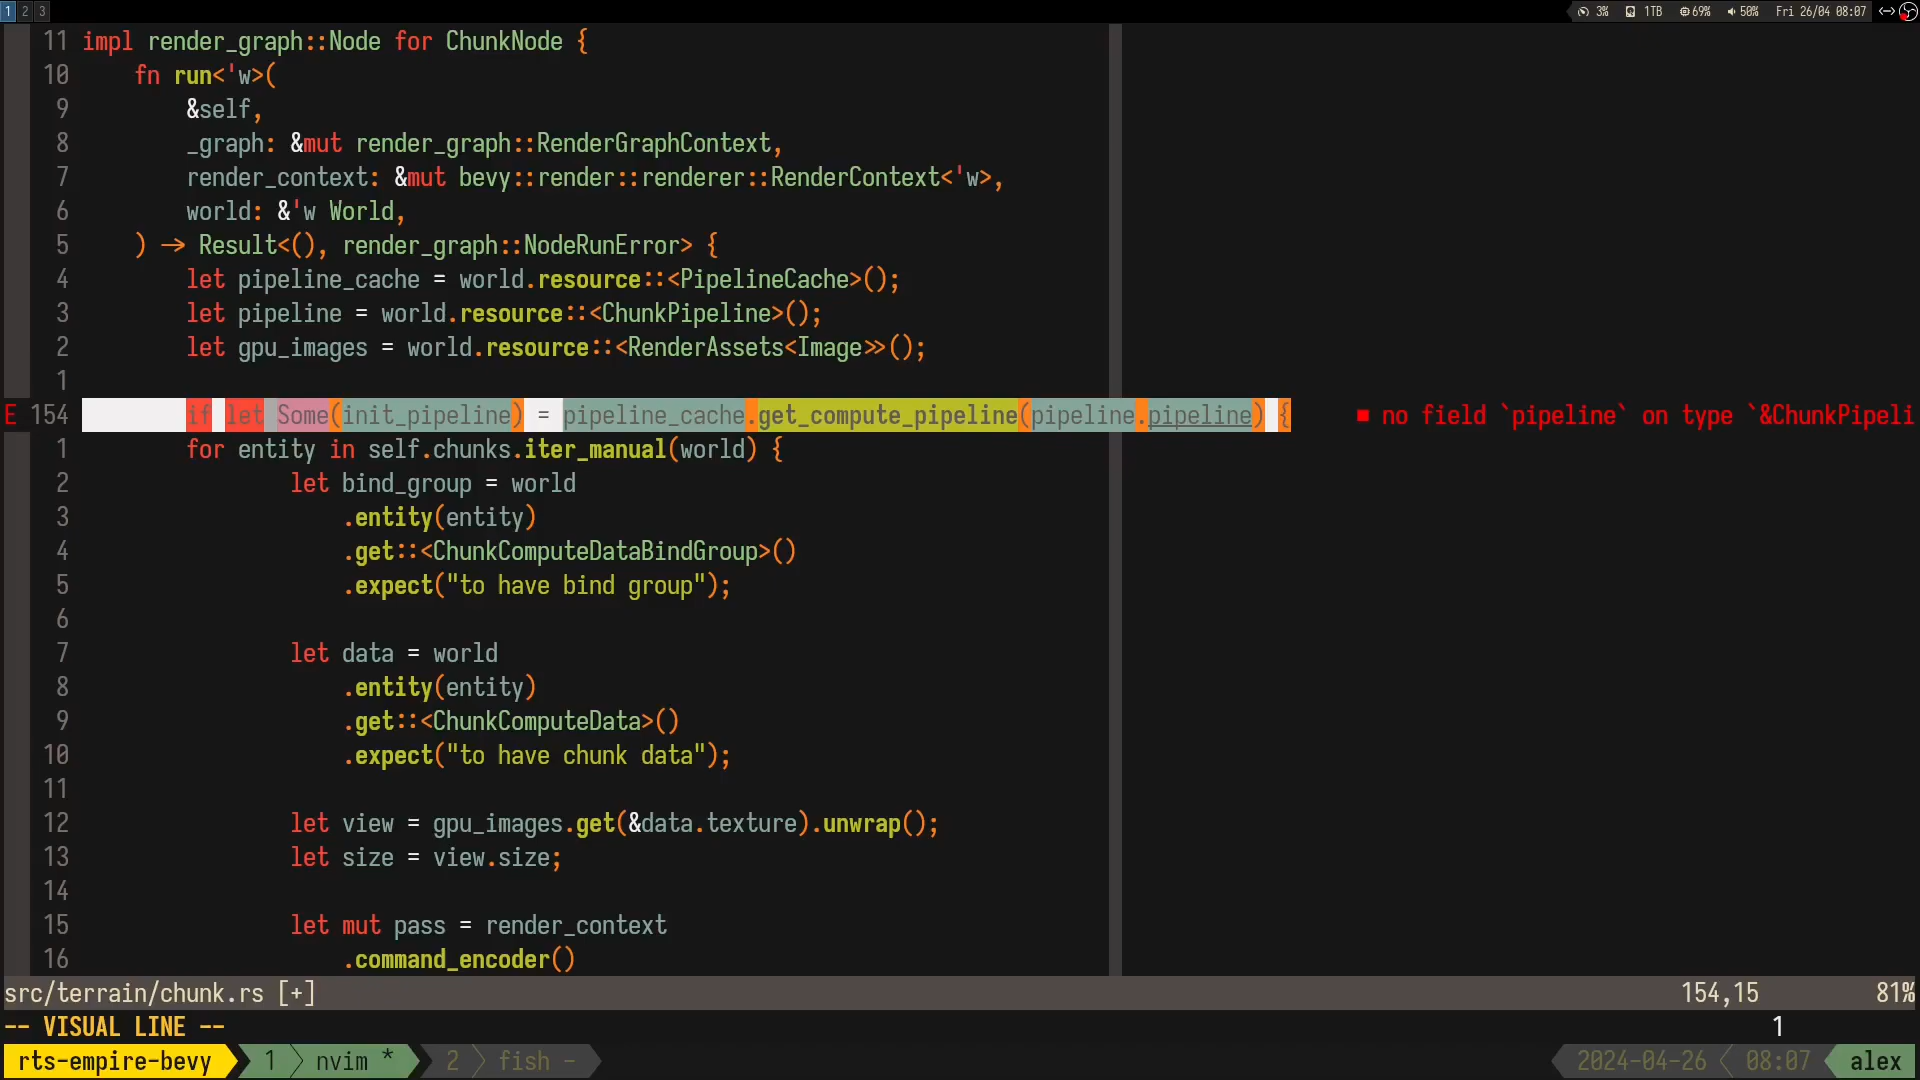 1 2 3 3% 1TB 69% 50% Fri 26/04 08:07
11 impl render_graph::Node for ChunkNode {
10 fn run<'w>(
9 &self,
8 _graph: &mut render_graph::RenderGraphContext,
7 render_context: &mut bevy::render::renderer::RenderContext<'w>,
6 world: &'w World,
5 ) -> Result<(), render_graph::NodeRunError> {
4 let pipeline_cache = world.resource::<PipelineCache>();
3 let pipeline = world.resource::<ChunkPipeline>();
2 let gpu_images = world.resource::<RenderAssets<Image>>();
1
E 154 if let Some(init_pipeline) = pipeline_cache.get_compute_pipeline(pipeline.pipeline) { ■ no field `pipeline` on type `&ChunkPipeli
1 for entity in self.chunks.iter_manual(world) {
2 let bind_group = world
3 .entity(entity)
4 .get::<ChunkComputeDataBindGroup>()
5 .expect("to have bind group");
6
7 let data = world
8 .entity(entity)
9 .get::<ChunkComputeData>()
10 .expect("to have chunk data");
11
12 let view = gpu_images.get(&data.texture).unwrap();
13 let size = view.size;
14
15 let mut pass = render_context
16 .command_encoder()
src/terrain/chunk.rs [+] 154,15 81%
-- VISUAL LINE -- 1
rts-empire-bevy 1 nvim * 2 fish - 2024-04-26 08:07 alex